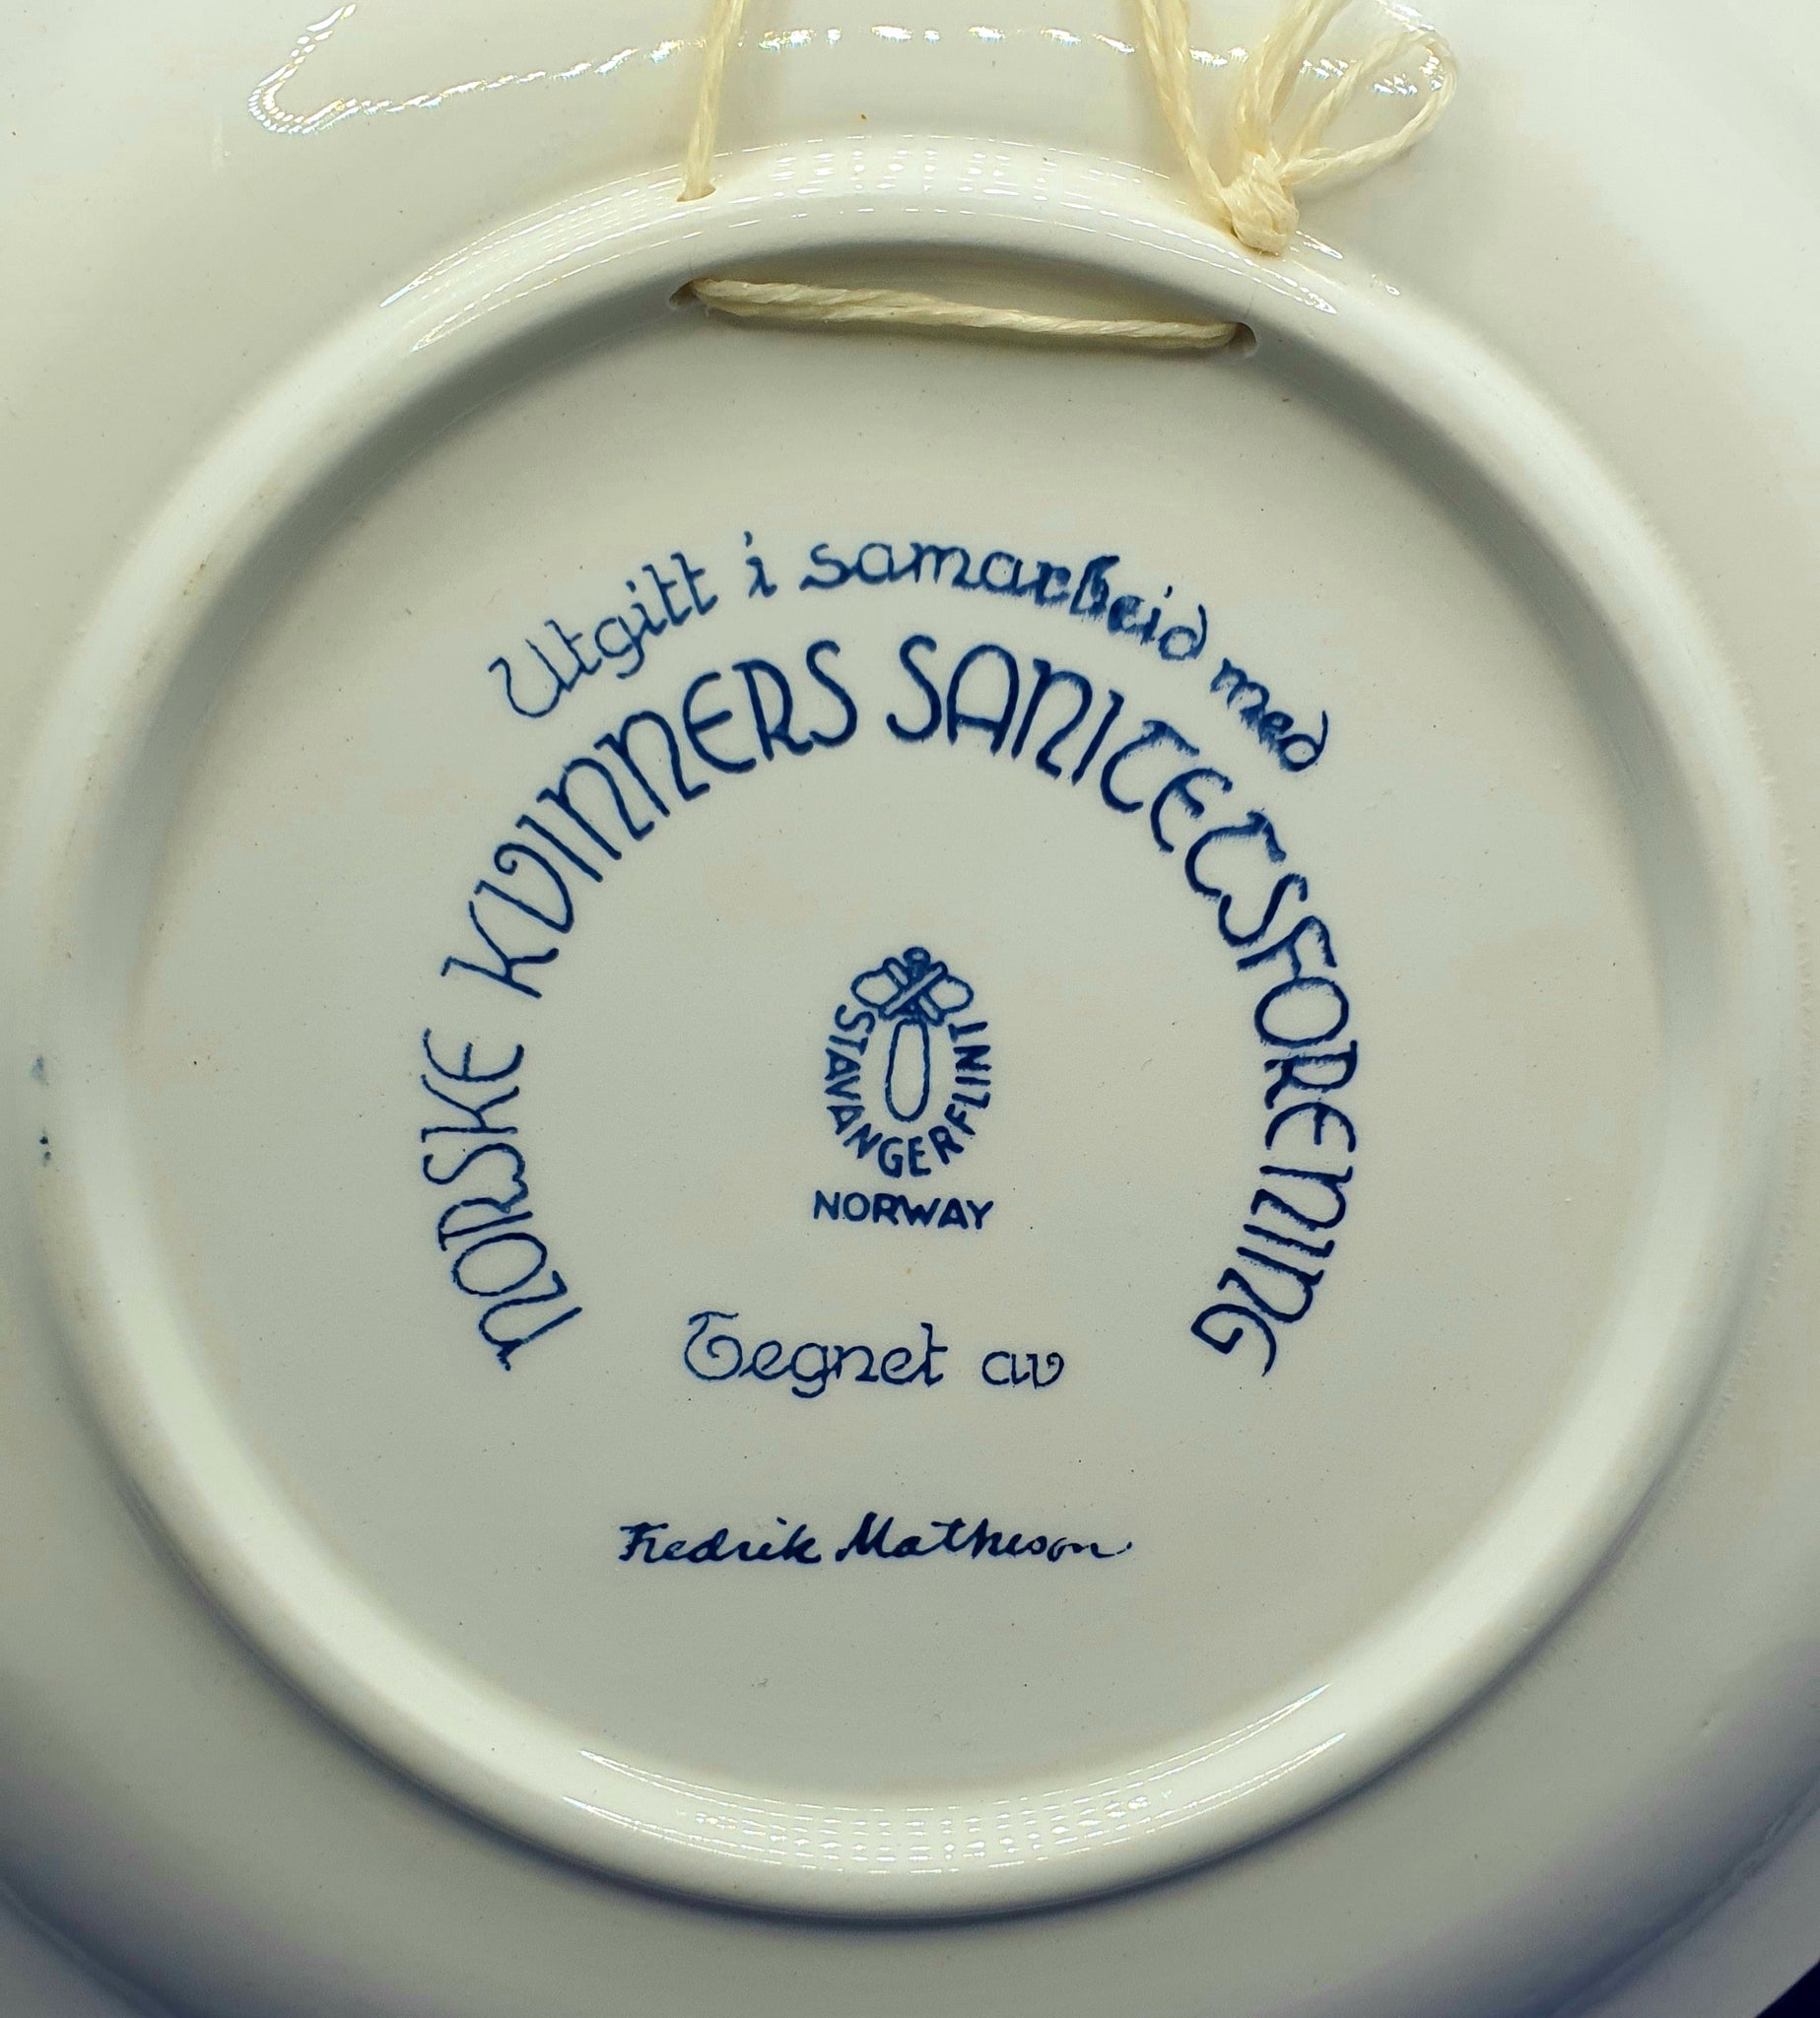 Utgitt i samarbeid med
NORSKE KVINNERS SANITETSFORENING
STAVANGERFLINT
NORWAY
Tegnet av
Fredrik Matheson